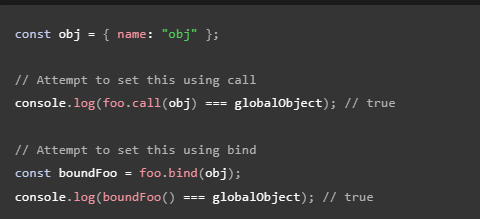 const obj = { name: "obj" };
// Attempt to set this using call
console.log(foo.call(obj) === globalObject); // true
// Attempt to set this using bind
const boundFoo = foo.bind(obj);
console.log(boundFoo() === globalObject); // true